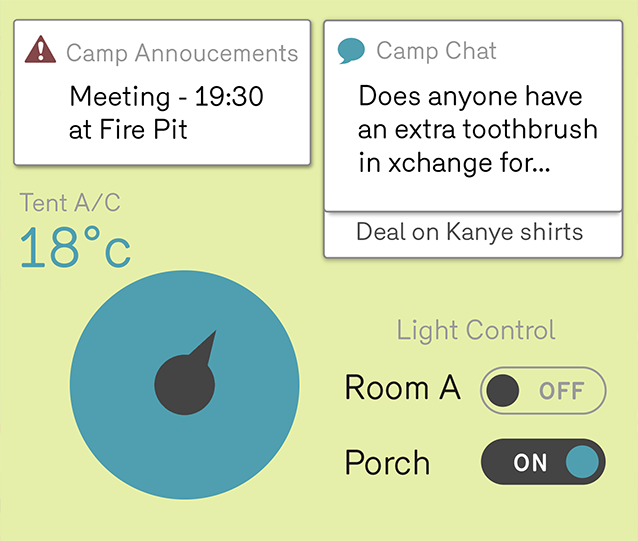 Camp Annoucements
Meeting - 19:30
at Fire Pit
Camp Chat
Does anyone have
an extra toothbrush
in xchange for...
Deal on Kanye shirts
Tent A/C
18°c
Light Control
Room A OFF
Porch ON